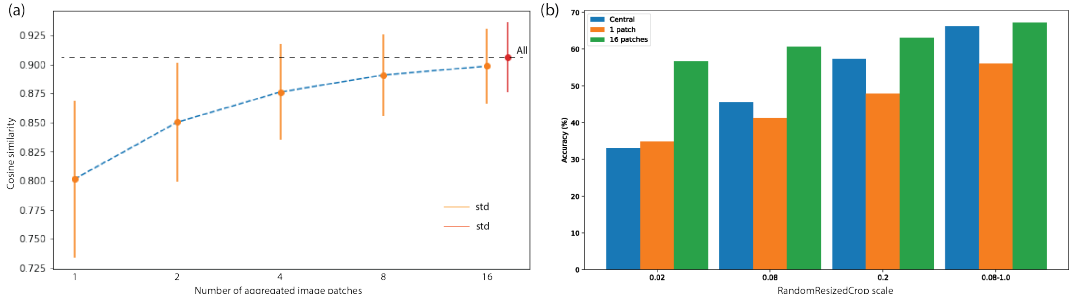 (a)
Cosine similarity
0.925
0.900
0.875
0.850
0.825
0.800
0.775
0.750
0.725
All
std
std
1 2 4 8 16
Number of aggregated image patches
(b)
Accuracy (%)
70
60
50
40
30
20
10
0
Central
1 patch
16 patches
0.02 0.08 0.2 0.08-1.0
RandomResizedCrop scale